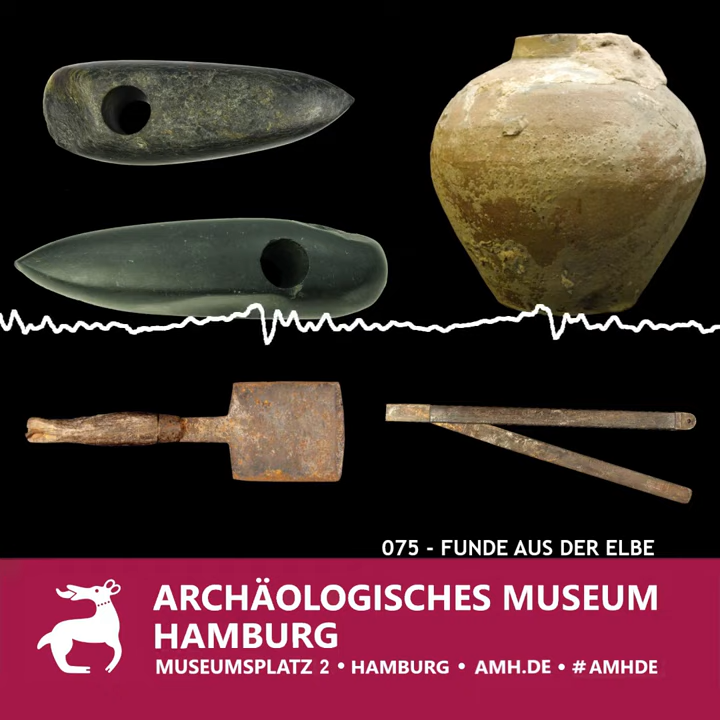 075 - FUNDE AUS DER ELBE
ARCHÄOLOGISCHES MUSEUM
HAMBURG
MUSEUMSPLATZ 2 • HAMBURG • AMH.DE • # AMHDE